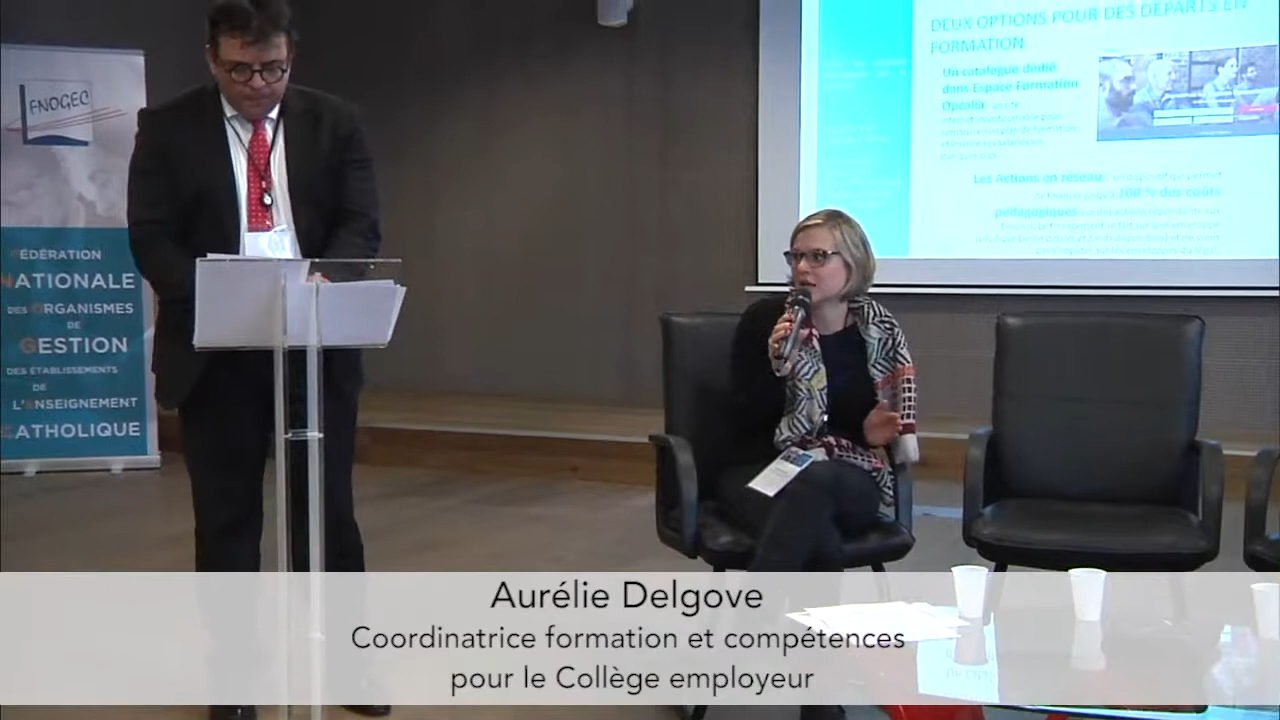 FNOGEC
FÉDÉRATION
NATIONALE
DES ORGANISMES
DE
GESTION
DES ÉTABLISSEMENTS
DE
L'ENSEIGNEMENT
CATHOLIQUE
DEUX OPTIONS POUR DES DEPARTS EN
FORMATION
Un catalogue dédié
dans Espace Formation
Opcalia
Les Actions en réseau
100 % des coûts
pédagogiques
Aurélie Delgove
Coordinatrice formation et compétences
pour le Collège employeur